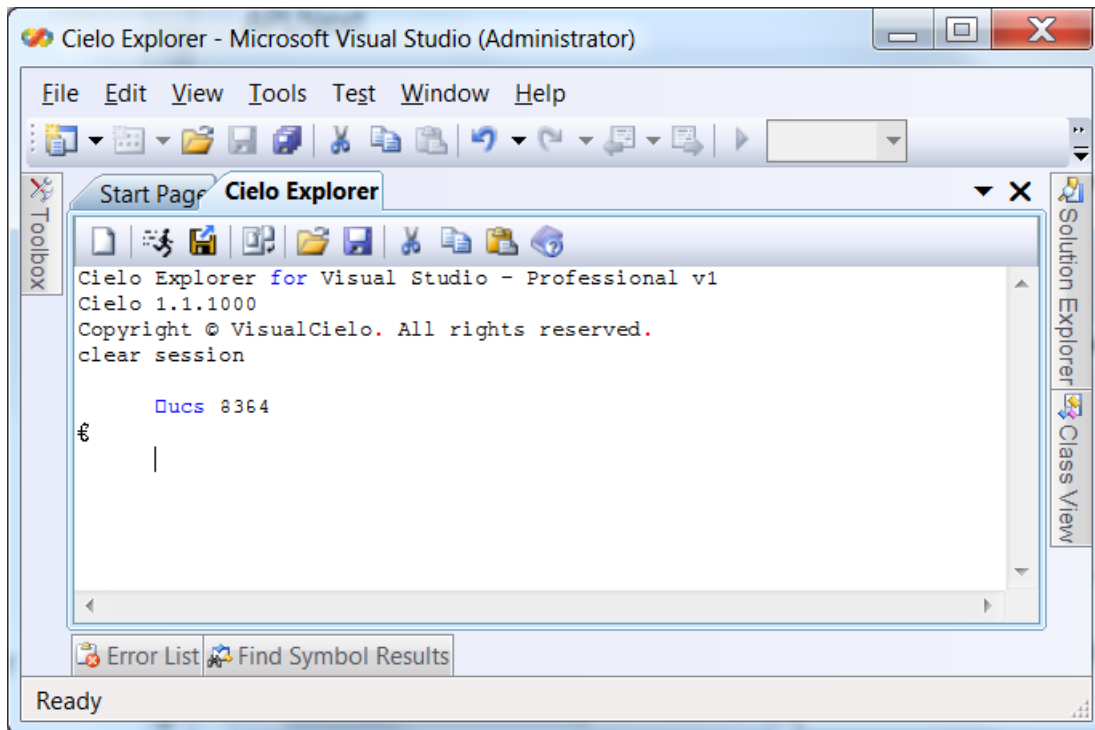 Cielo Explorer - Microsoft Visual Studio (Administrator)
File Edit View Tools Test Window Help
Toolbox
Start Page Cielo Explorer
Solution Explorer
Class View
Cielo Explorer for Visual Studio - Professional v1
Cielo 1.1.1000
Copyright © VisualCielo. All rights reserved.
clear session
⎕ucs 8364
€
Error List Find Symbol Results
Ready